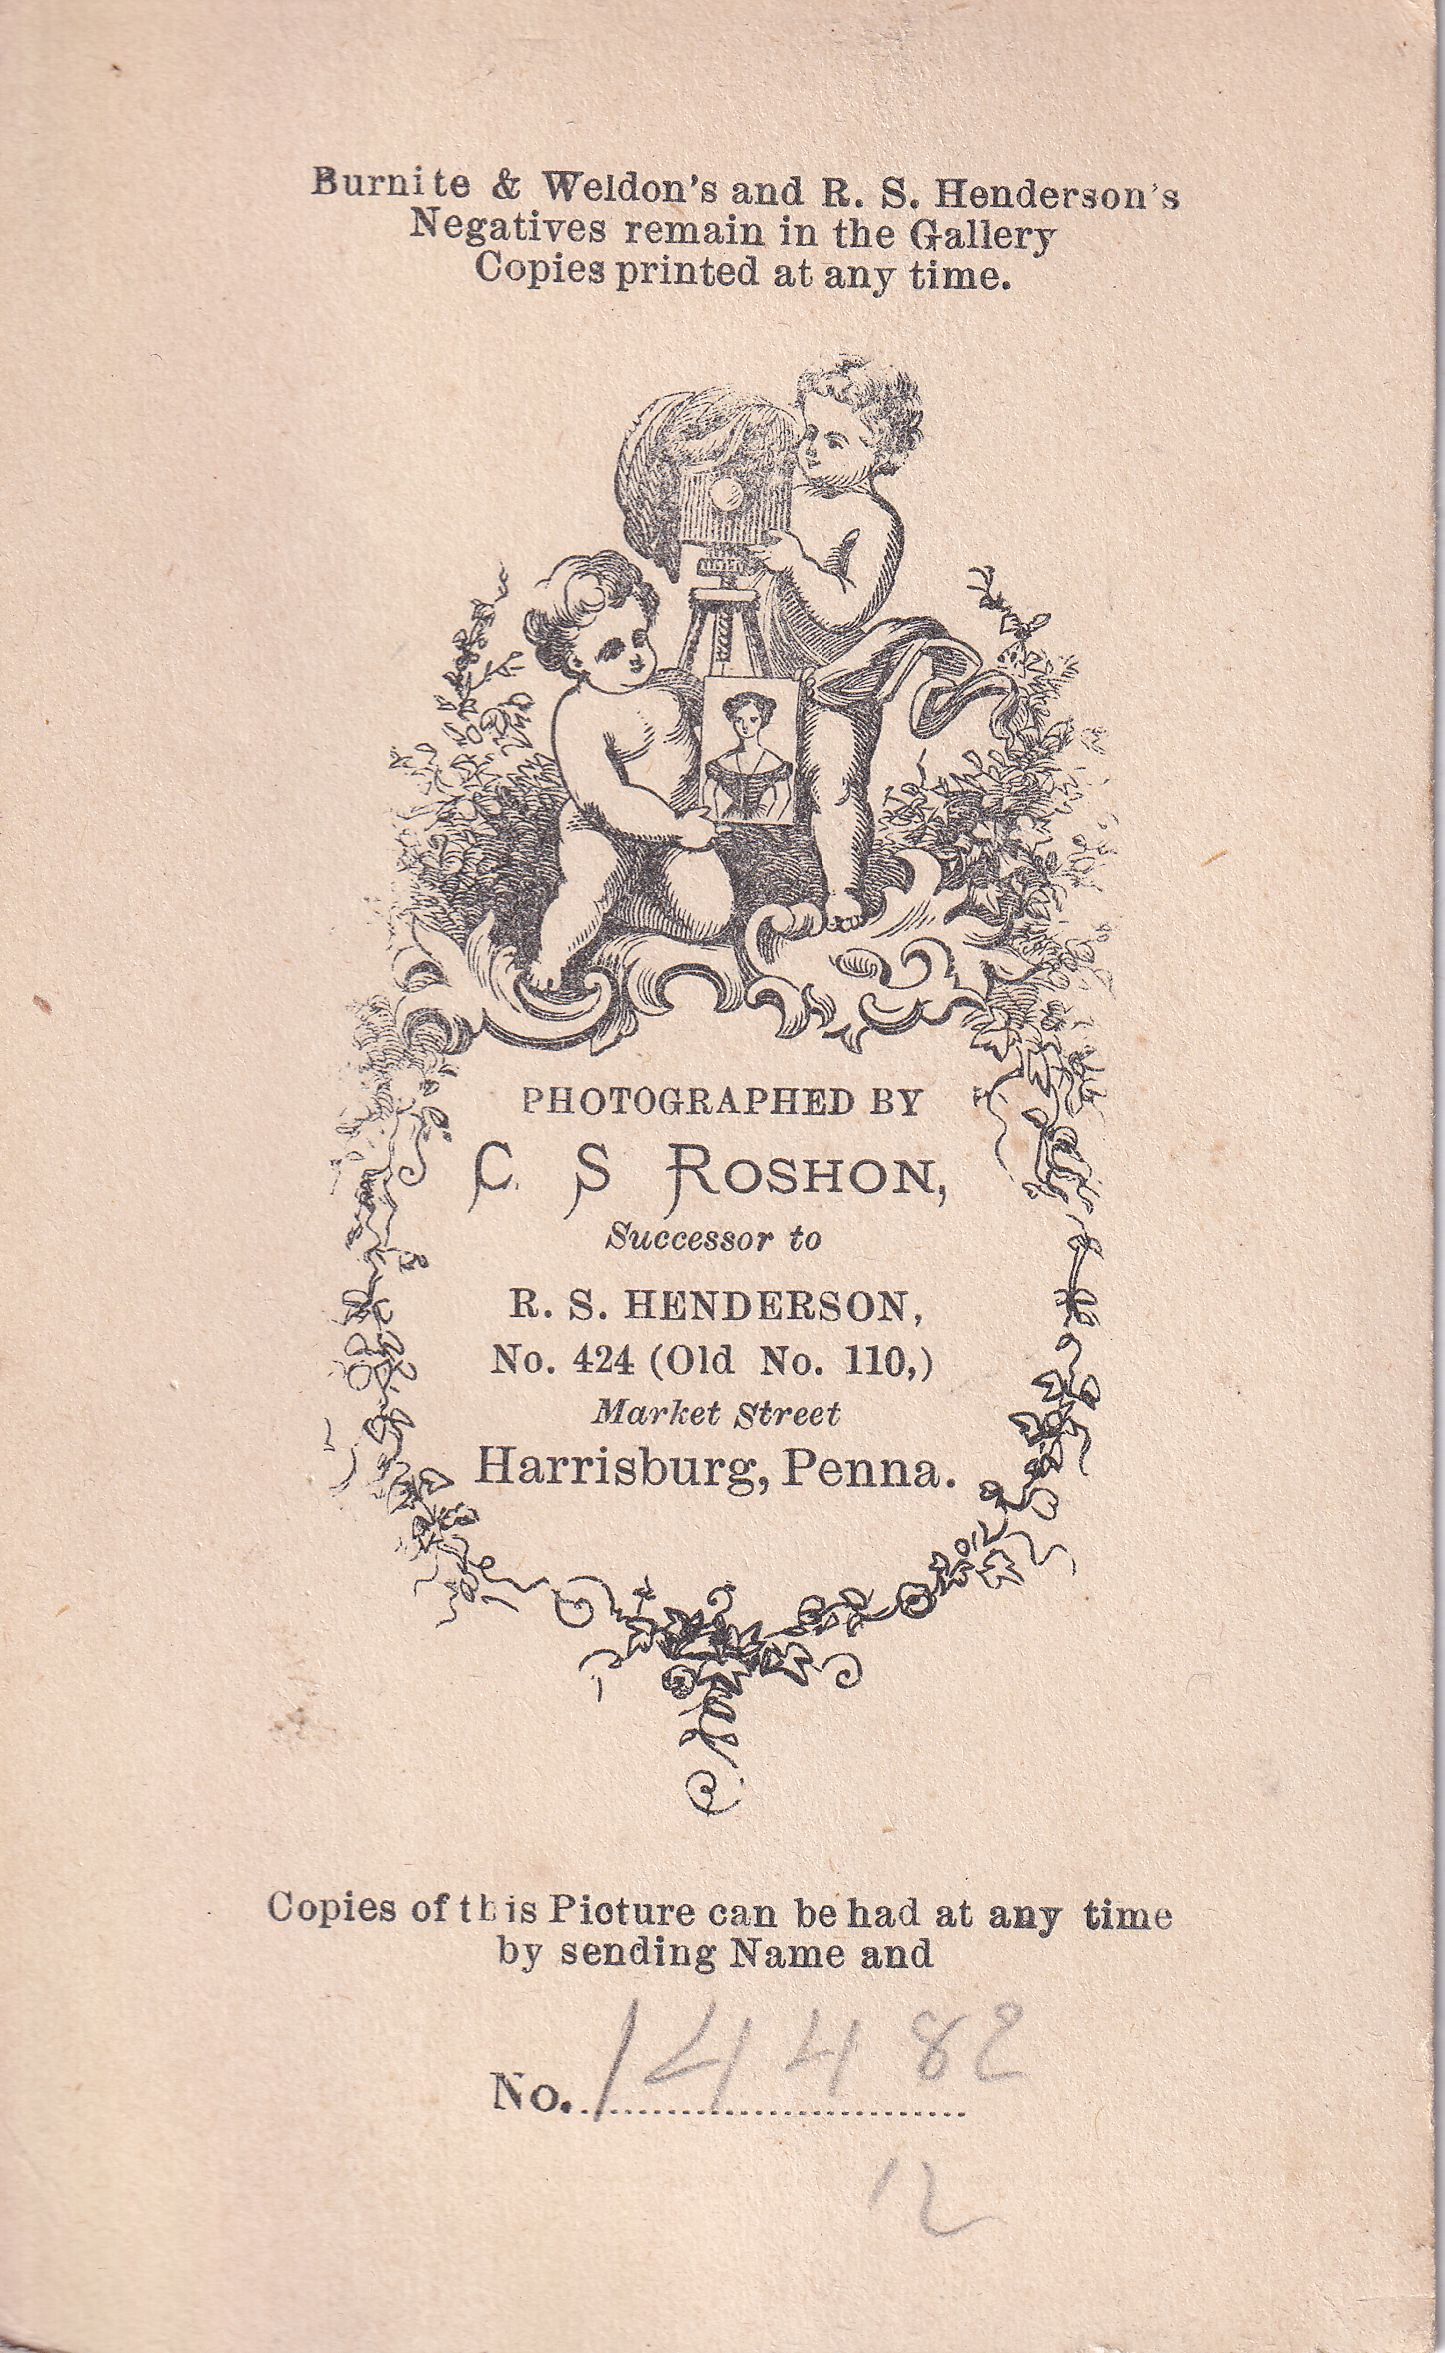 Burnite & Weldon's and R. S. Henderson's
Negatives remain in the Gallery
Copies printed at any time.
PHOTOGRAPHED BY
C. S ROSHON,
Successor to
R. S. HENDERSON,
No. 424 (Old No. 110,)
Market Street
Harrisburg, Penna.
Copies of this Picture can be had at any time
by sending Name and
No. 14482
12